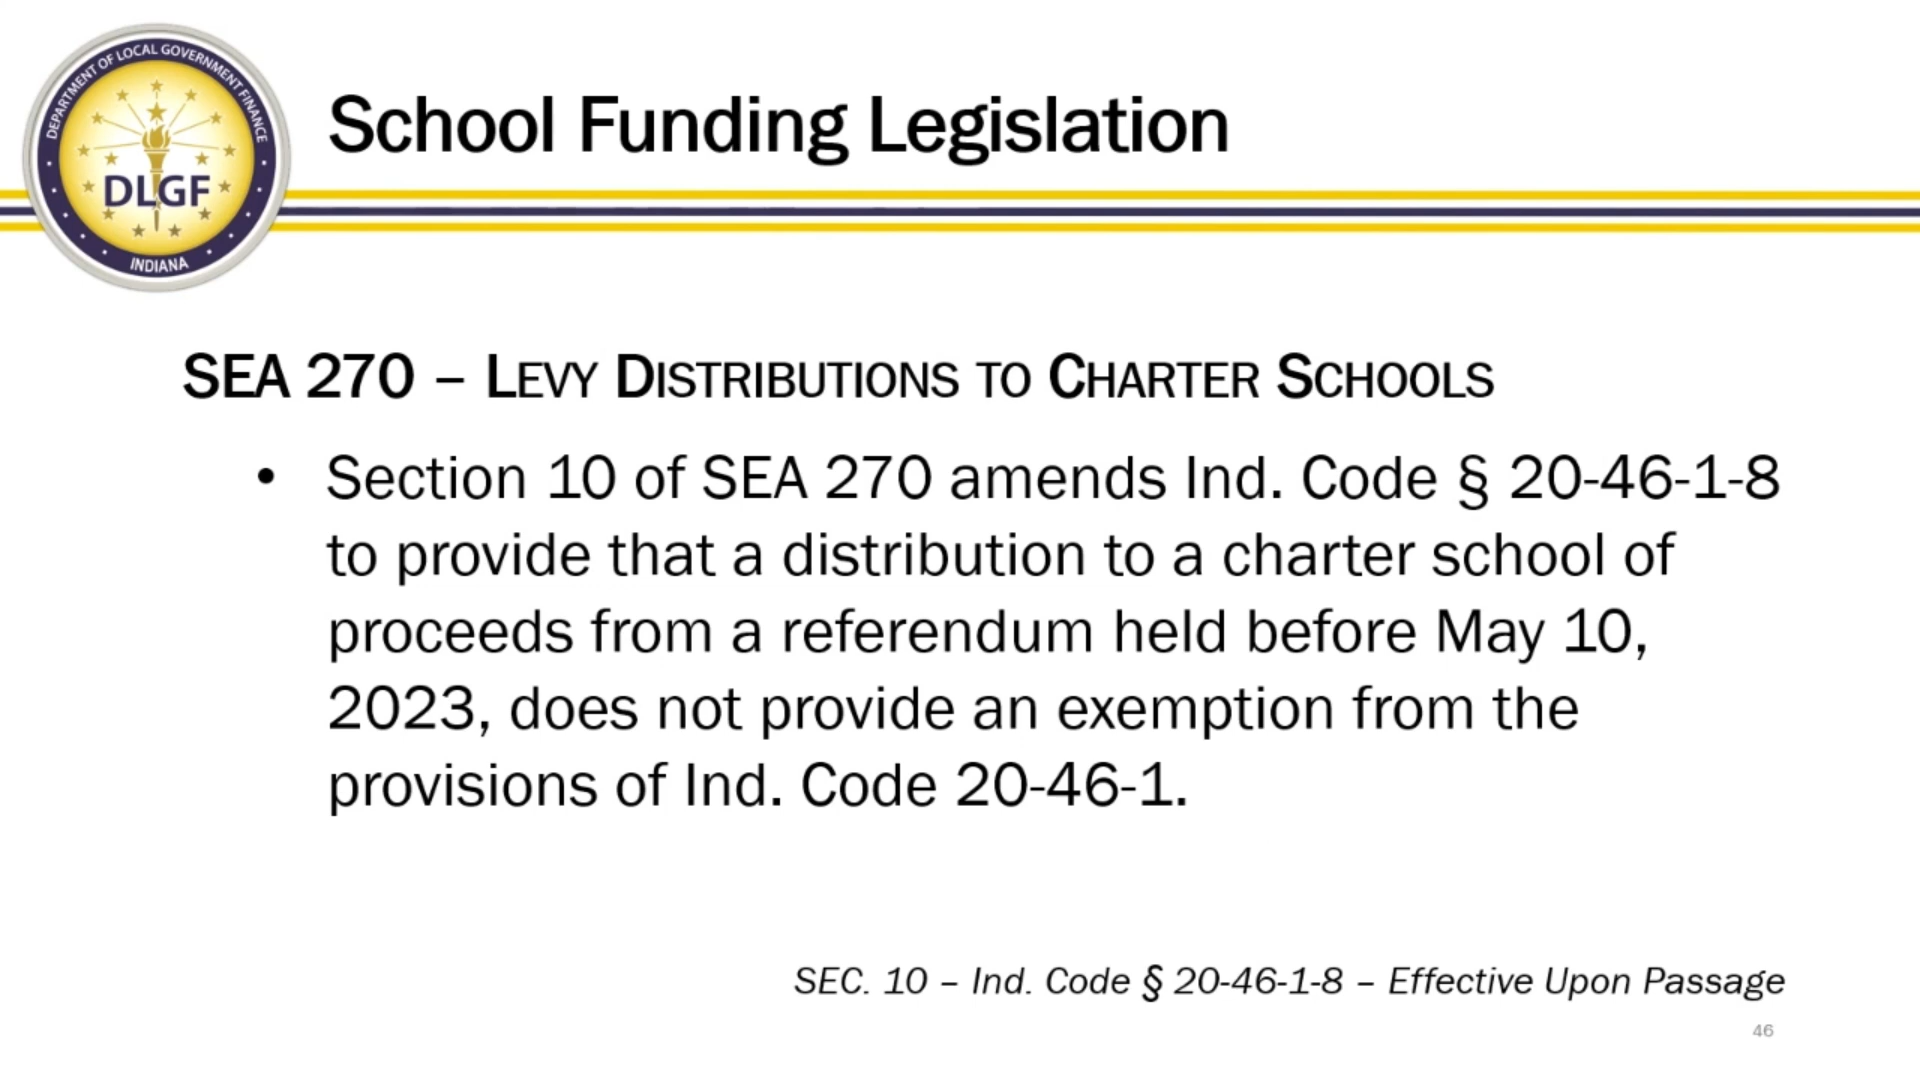 DEPARTMENT OF LOCAL GOVERNMENT FINANCE
DLGF
INDIANA
School Funding Legislation
SEA 270 – LEVY DISTRIBUTIONS TO CHARTER SCHOOLS
• Section 10 of SEA 270 amends Ind. Code § 20-46-1-8
to provide that a distribution to a charter school of
proceeds from a referendum held before May 10,
2023, does not provide an exemption from the
provisions of Ind. Code 20-46-1.
SEC. 10 – Ind. Code § 20-46-1-8 – Effective Upon Passage
46